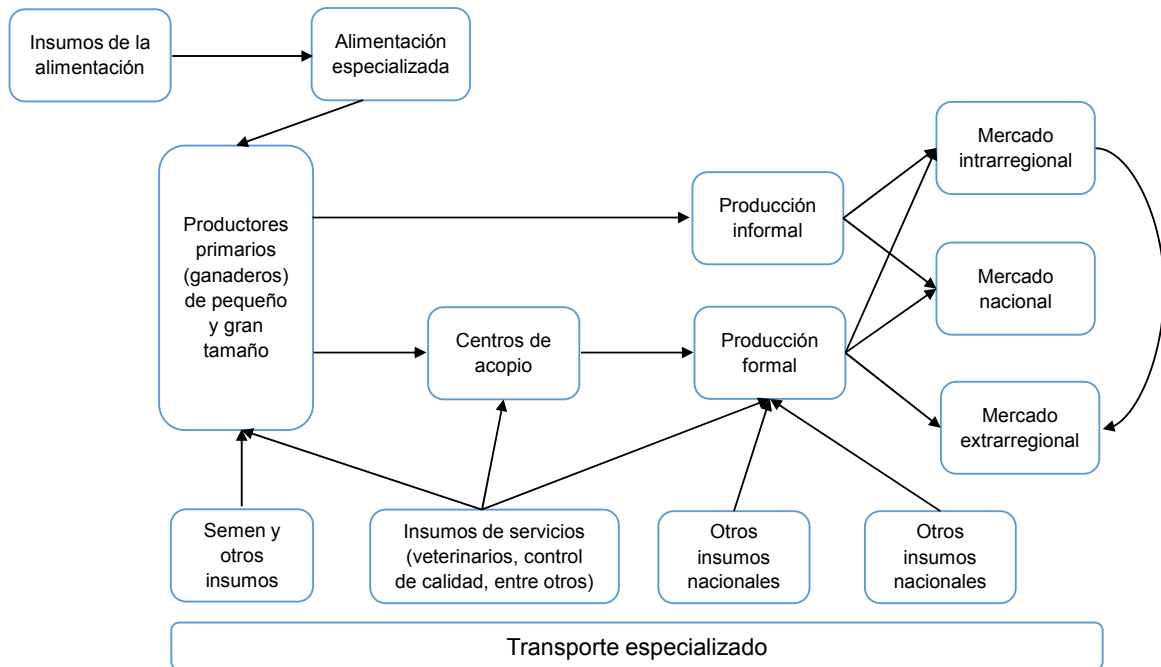 Insumos de la
alimentación
Alimentación
especializada
Mercado
intrarregional
Productores
primarios
(ganaderos)
de pequeño
y gran
tamaño
Producción
informal
Mercado
nacional
Centros de
acopio
Producción
formal
Mercado
extrarregional
Semen y
otros
insumos
Insumos de servicios
(veterinarios, control
de calidad, entre otros)
Otros
insumos
nacionales
Otros
insumos
nacionales
Transporte especializado